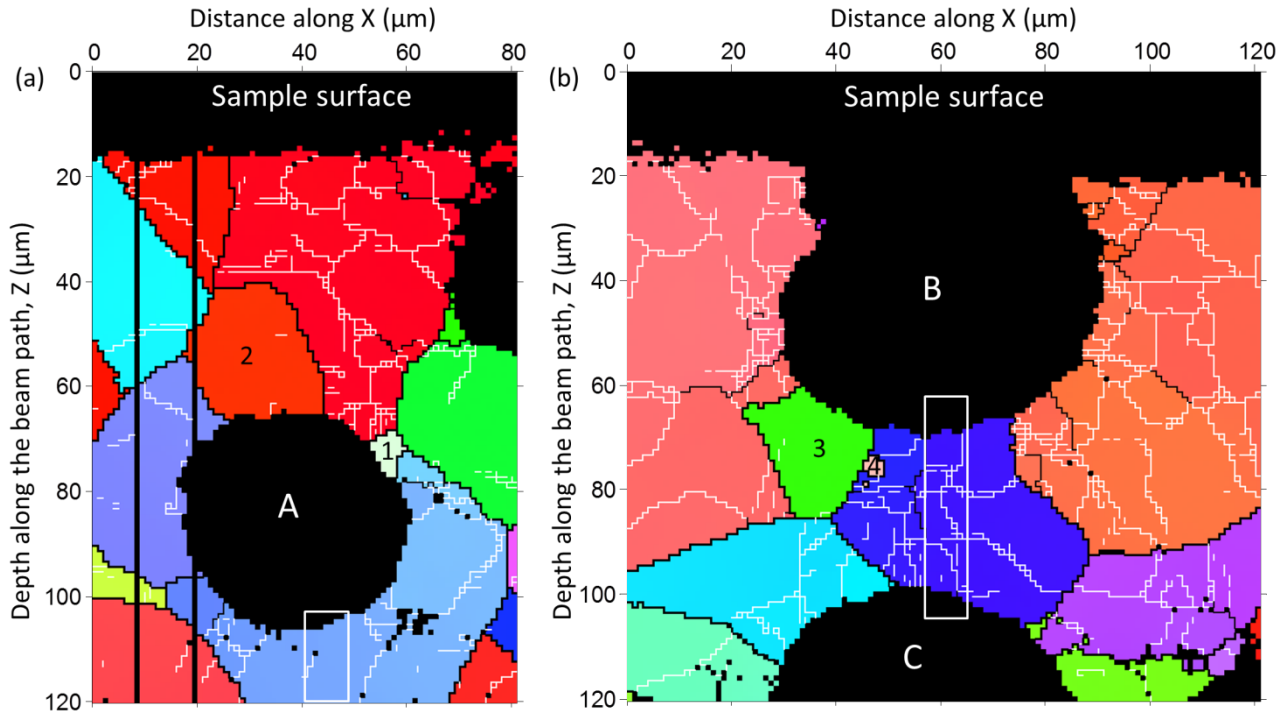 Distance along X (µm)
0 20 40 60 80
(a)
Depth along the beam path, Z (µm)
0
20
40
60
80
100
120
Sample surface
2
1
A
Distance along X (µm)
0 20 40 60 80 100 120
(b)
Depth along the beam path, Z (µm)
0
20
40
60
80
100
120
Sample surface
B
3
4
C